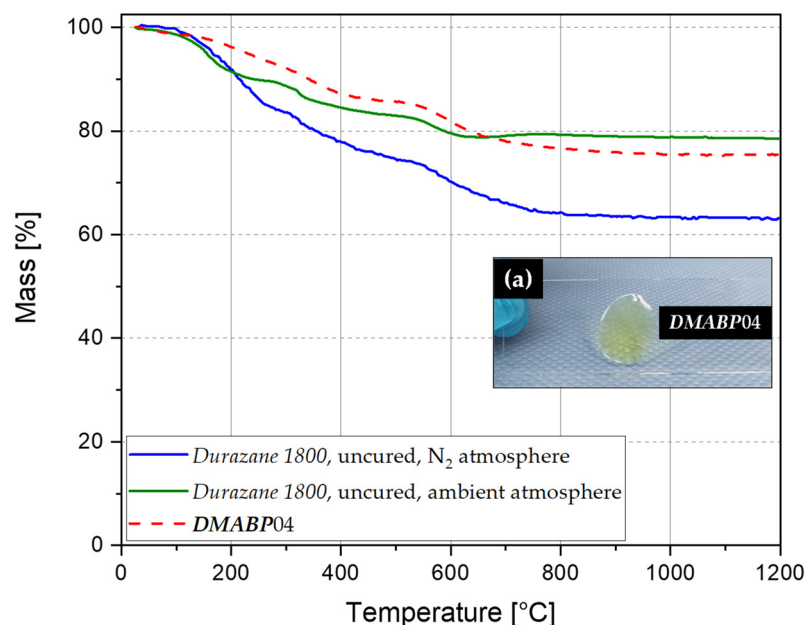 100
80
60
40
20
0
Mass [%]
(a)
DMABP04
Durazane 1800, uncured, N₂ atmosphere
Durazane 1800, uncured, ambient atmosphere
DMABP04
0 200 400 600 800 1000 1200
Temperature [°C]